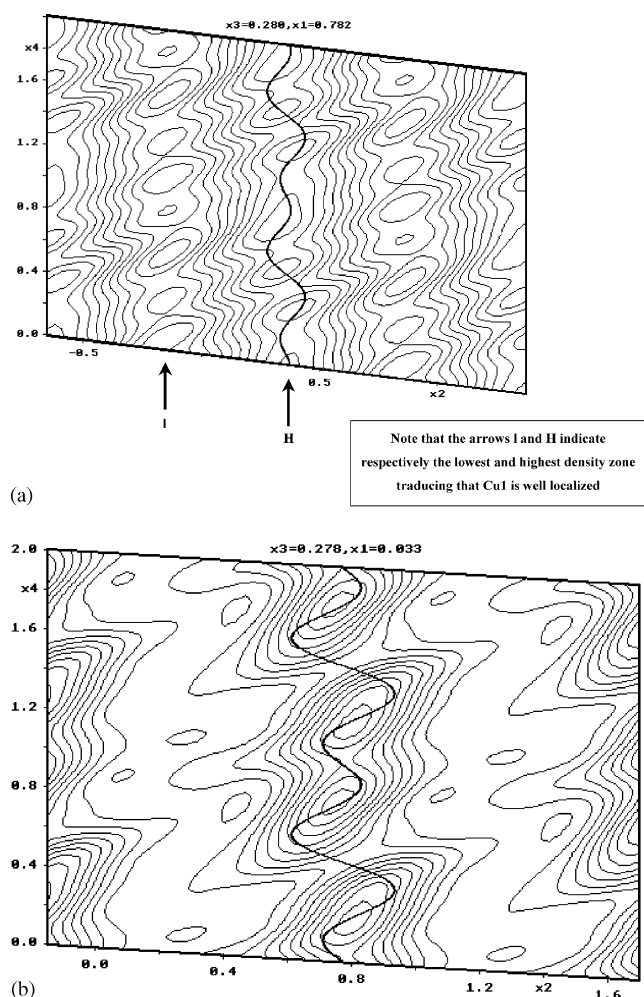 x3=0.280,x1=0.782
x4
1.6
1.2
0.8
0.4
0.0
-0.5
0.5
x2
l
H
Note that the arrows l and H indicate
respectively the lowest and highest density zone
traducing that Cu1 is well localized
(a)
x3=0.278,x1=0.033
2.0
x4
1.6
1.2
0.8
0.4
0.0
0.0
0.4
0.8
1.2
x2
1.6
(b)